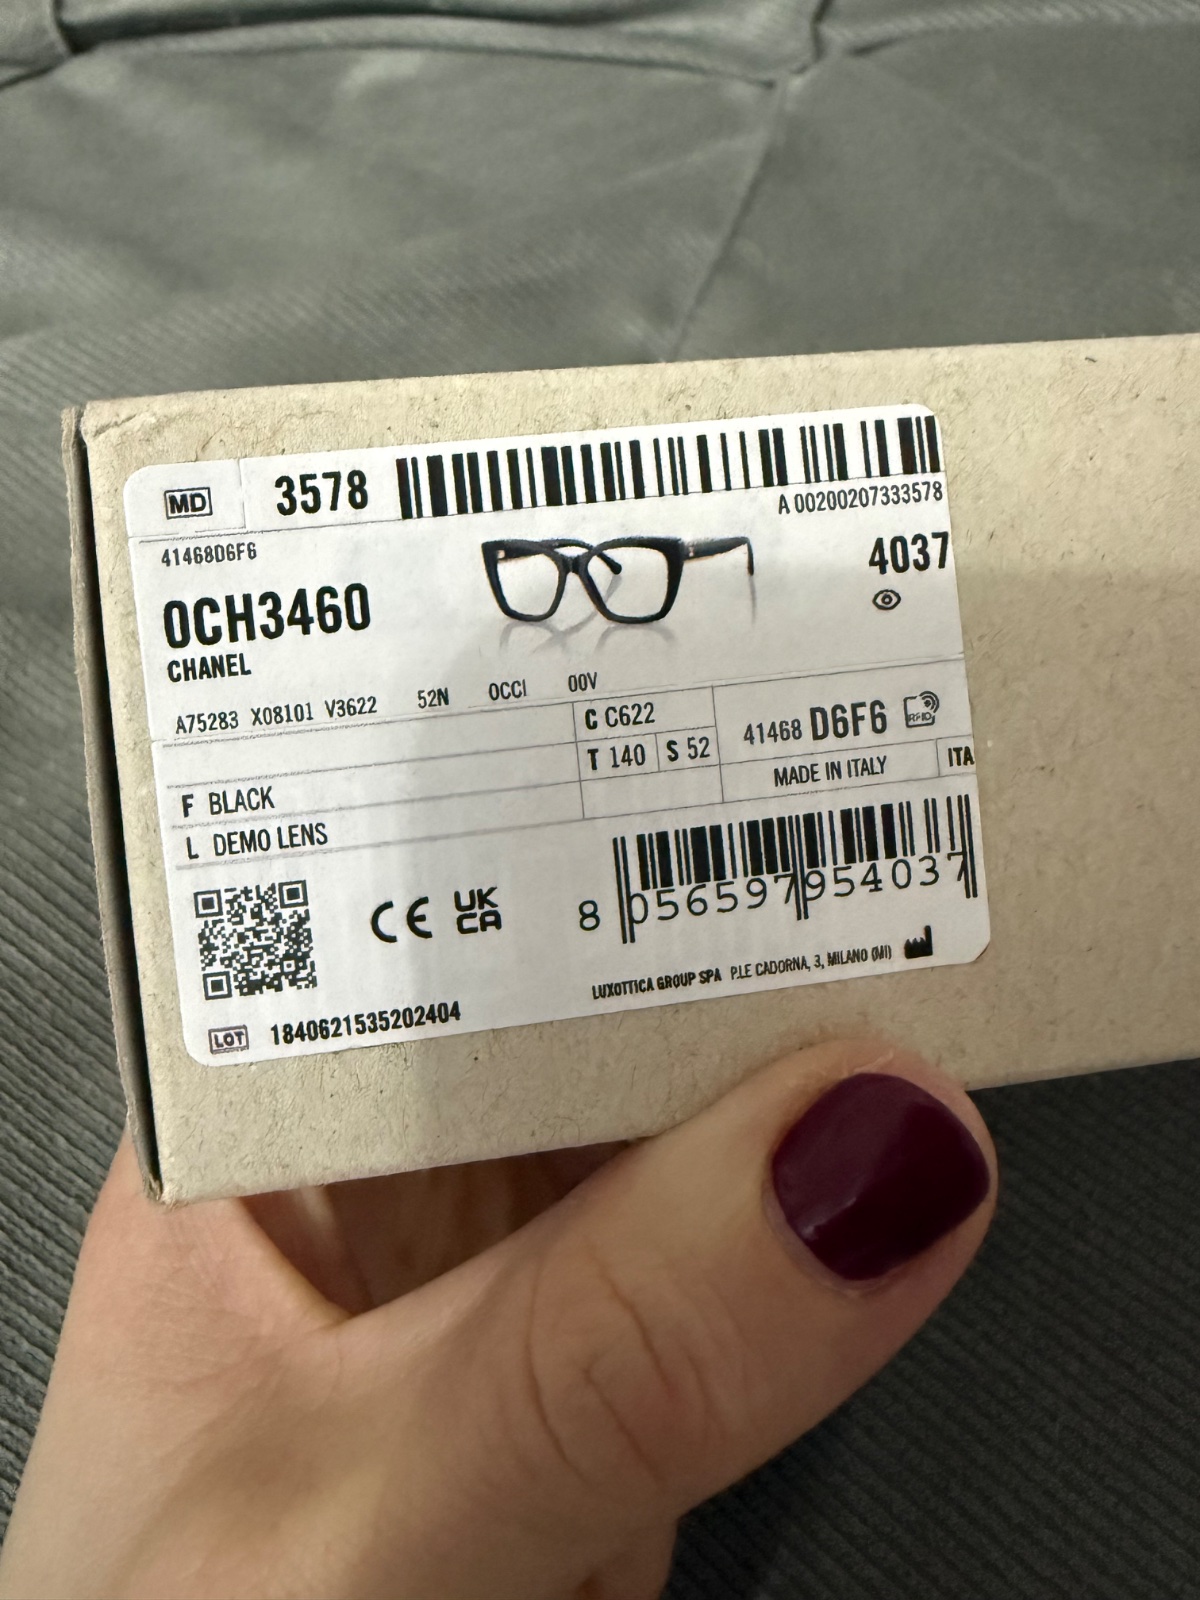 MD 3578
A 00200207333578
41468D6F6
0CH3460
4037
CHANEL
A75283 X08101 V3622 52N OCCI 00V
C C622
T 140 S 52
41468 D6F6 RFID
F BLACK
MADE IN ITALY ITA
L DEMO LENS
CE UK CA
8 056597 954037
LUXOTTICA GROUP SPA P.LE CADORNA, 3, MILANO (MI)
LOT 1840621535202404